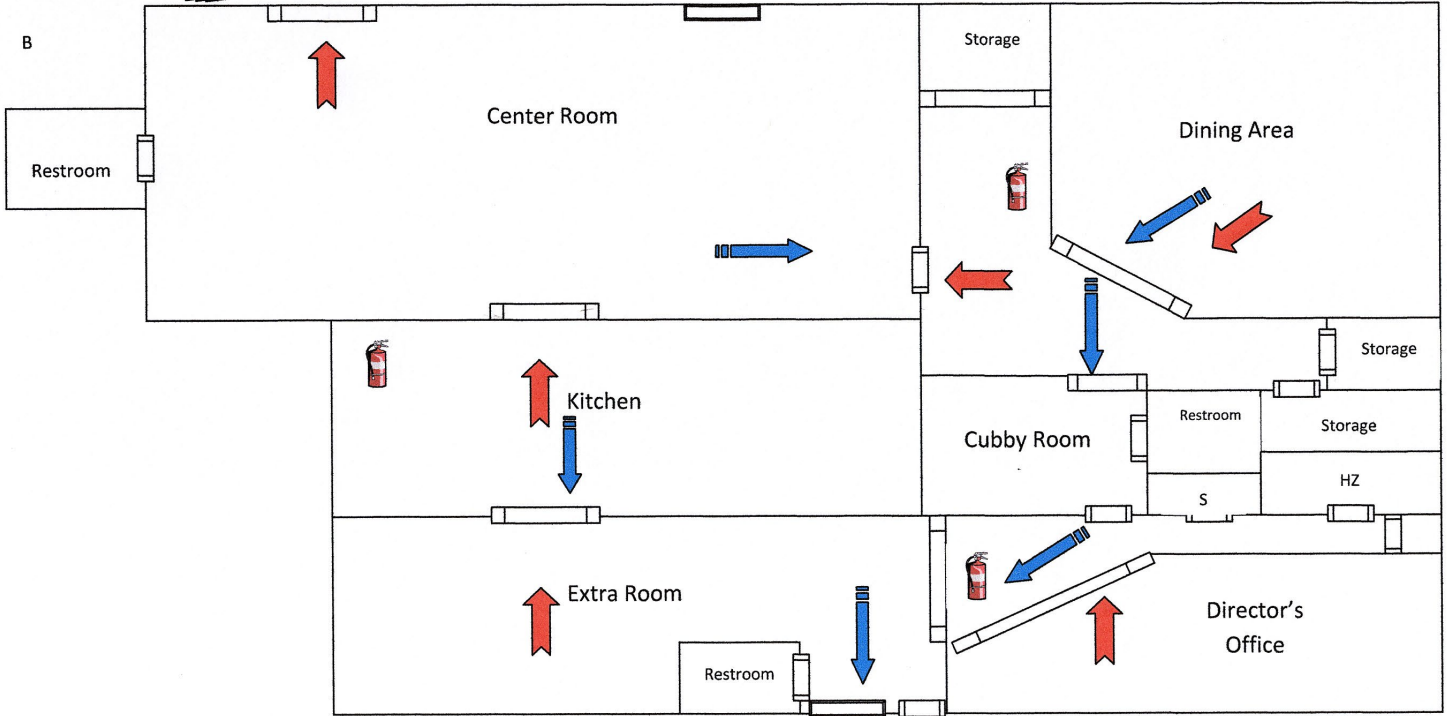 B
Storage
Center Room
Dining Area
Restroom
Storage
Kitchen
Restroom
Storage
Cubby Room
HZ
S
Extra Room
Director's
Office
Restroom